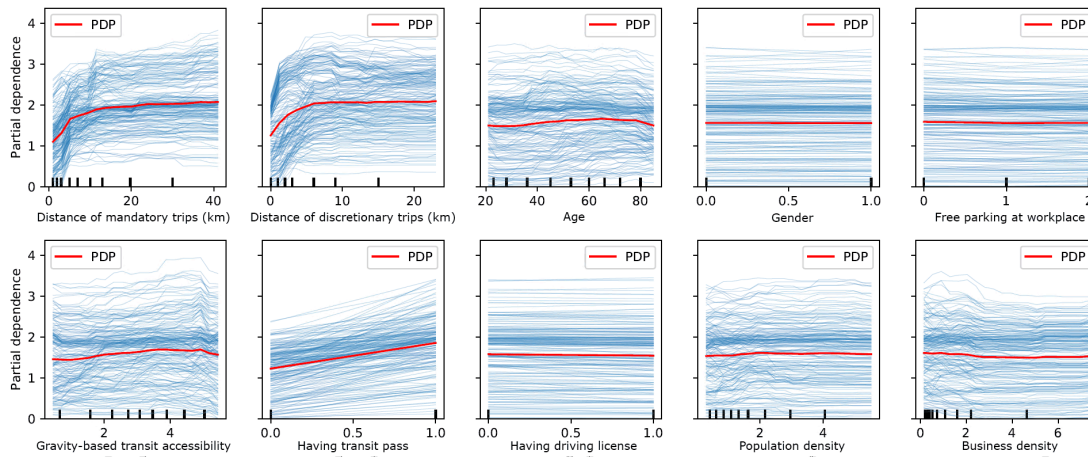 4
3
2
1
0
Partial dependence
PDP
0 20 40
Distance of mandatory trips (km)
PDP
0 10 20
Distance of discretionary trips (km)
PDP
20 40 60 80
Age
PDP
0.0 0.5 1.0
Gender
PDP
0 1 2
Free parking at workplace
4
3
2
1
0
Partial dependence
PDP
2 4
Gravity-based transit accessibility
PDP
0.0 0.5 1.0
Having transit pass
PDP
0.0 0.5 1.0
Having driving license
PDP
2 4
Population density
PDP
0 2 4 6
Business density